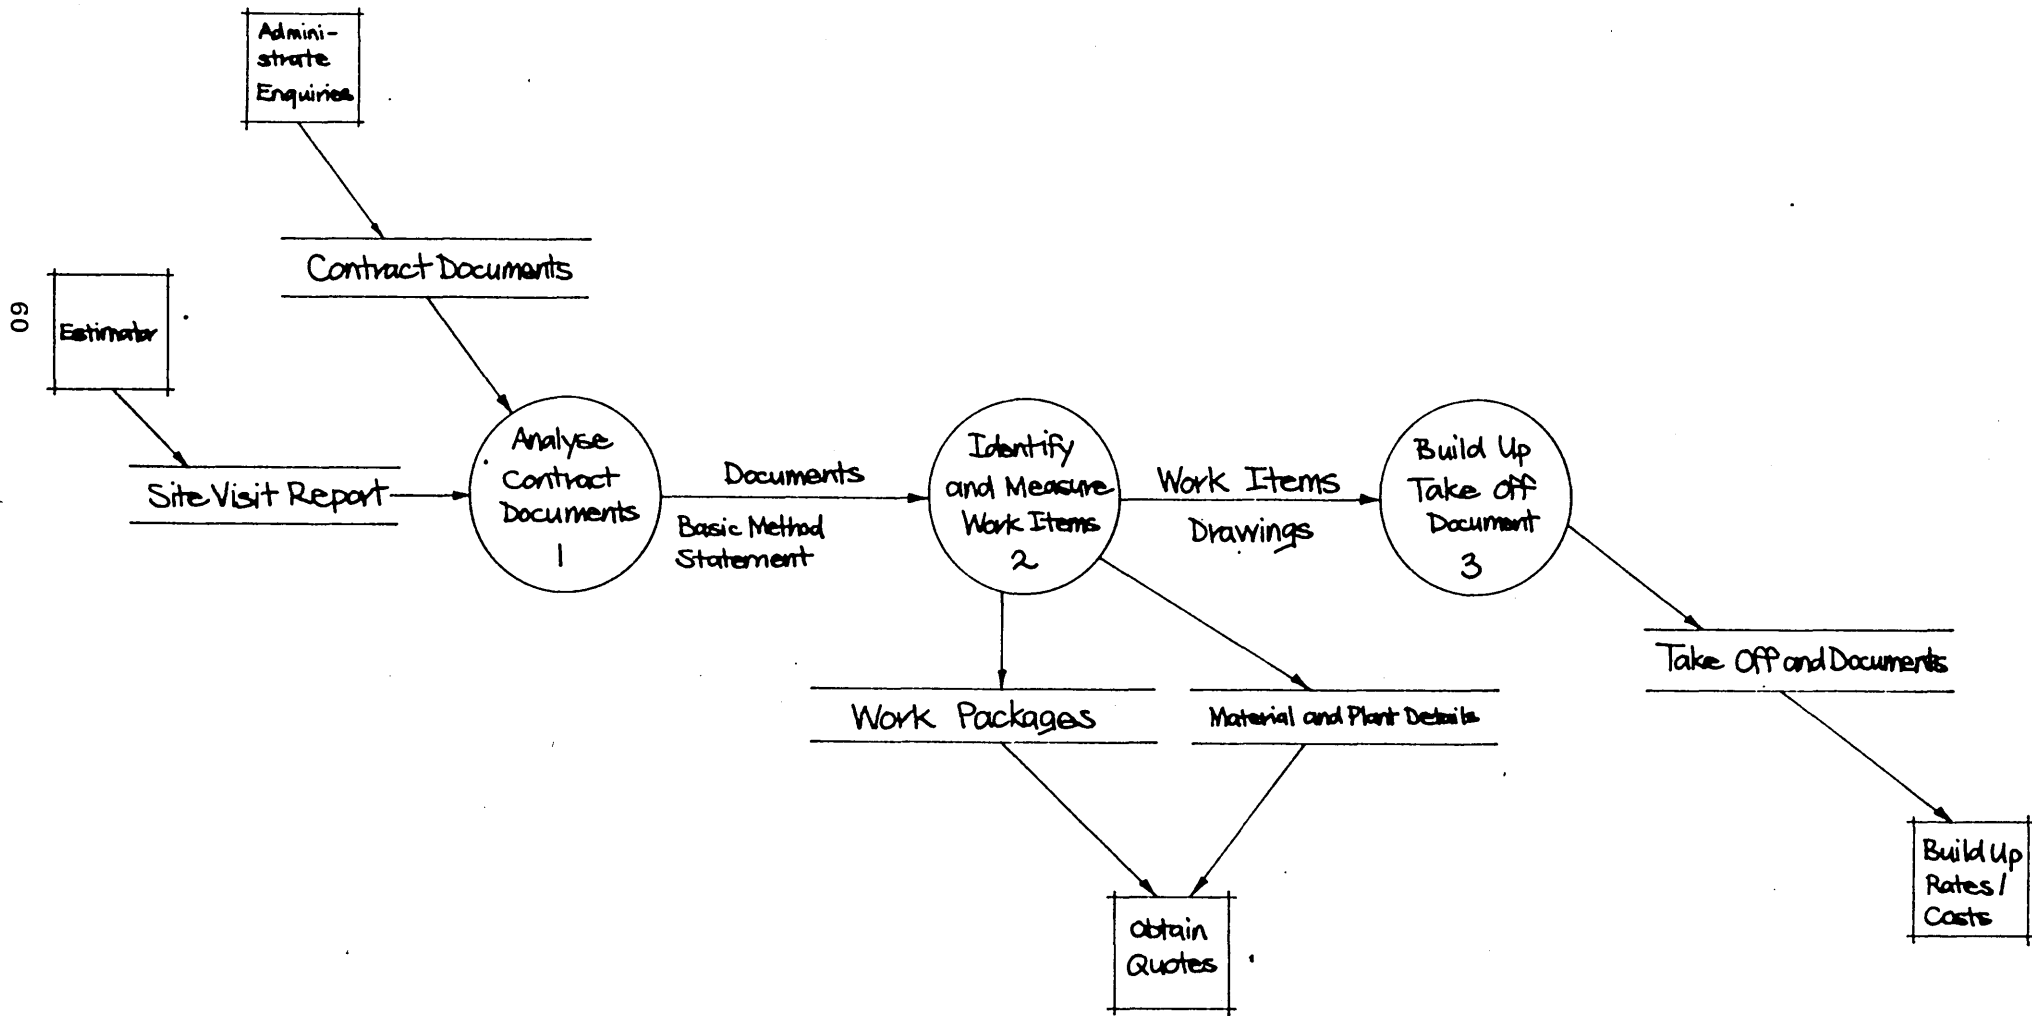 Admini-
strate
Enquiries
Contract Documents
60
Estimator
Site Visit Report
Analyse
Contract
Documents
1
Documents
Basic Method
Statement
Identify
and Measure
Work Items
2
Work Items
Drawings
Build Up
Take Off
Document
3
Take Off and Documents
Work Packages
Material and Plant Details
Build Up
Rates/
Costs
Obtain
Quotes